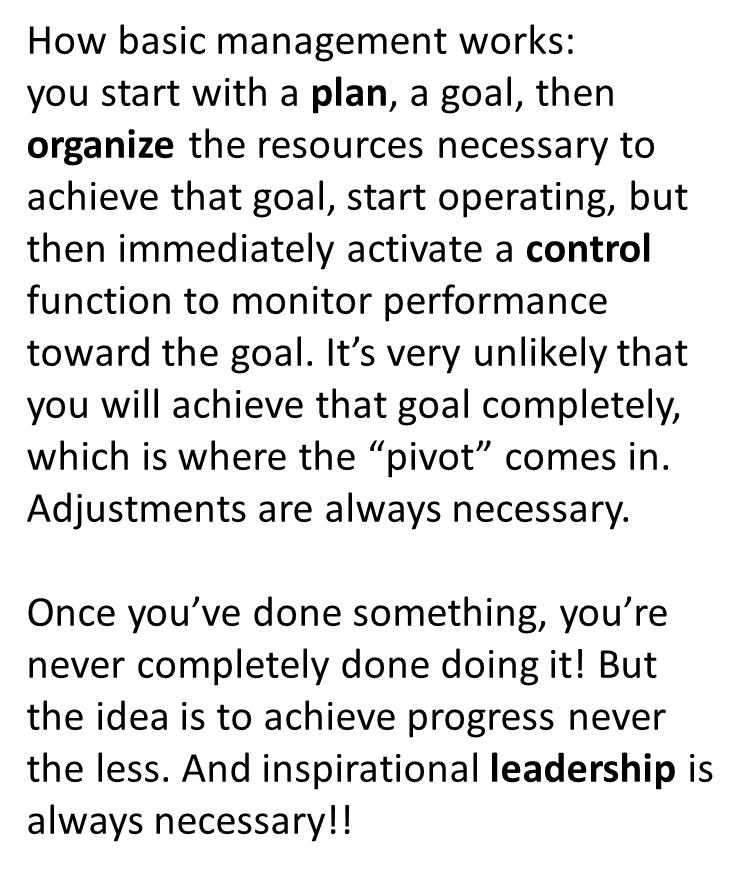 How basic management works:
you start with a plan, a goal, then
organize the resources necessary to
achieve that goal, start operating, but
then immediately activate a control
function to monitor performance
toward the goal. It’s very unlikely that
you will achieve that goal completely,
which is where the “pivot” comes in.
Adjustments are always necessary.

Once you’ve done something, you’re
never completely done doing it! But
the idea is to achieve progress never
the less. And inspirational leadership is
always necessary!!